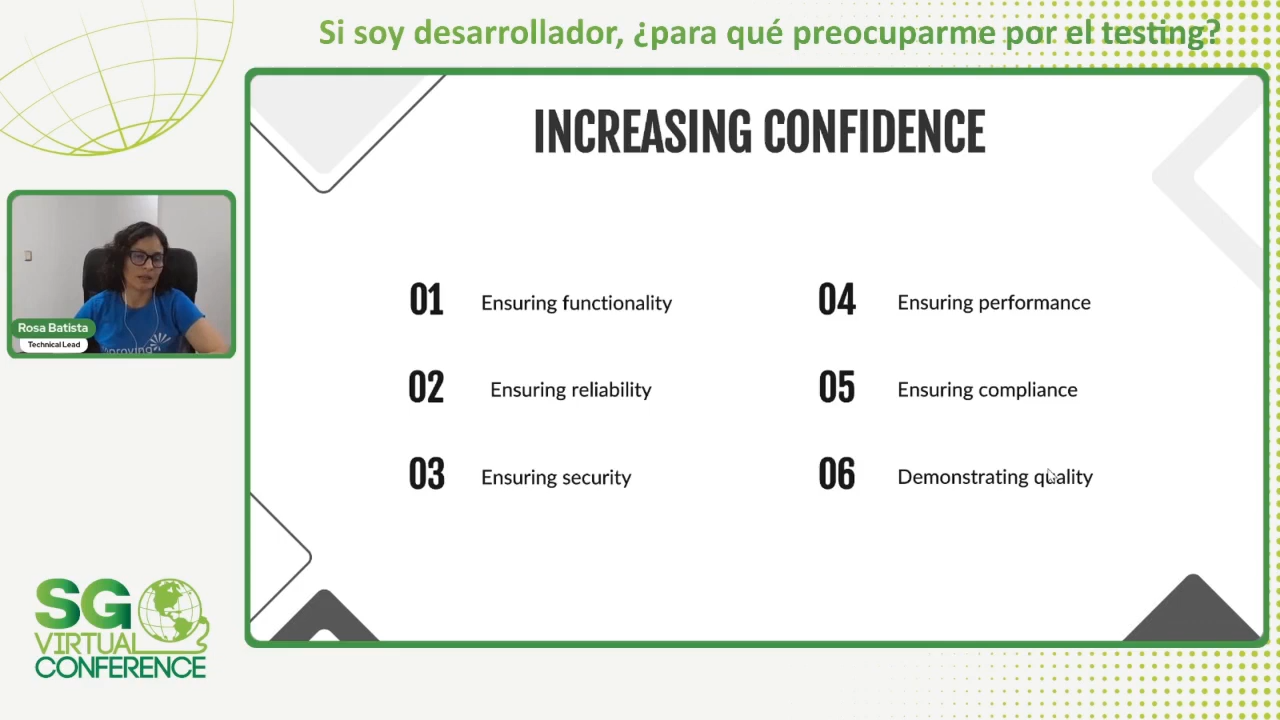 Si soy desarrollador, ¿para qué preocuparme por el testing?
INCREASING CONFIDENCE
01 Ensuring functionality
02 Ensuring reliability
03 Ensuring security
04 Ensuring performance
05 Ensuring compliance
06 Demonstrating quality
Rosa Batista
Technical Lead
SG
VIRTUAL
CONFERENCE